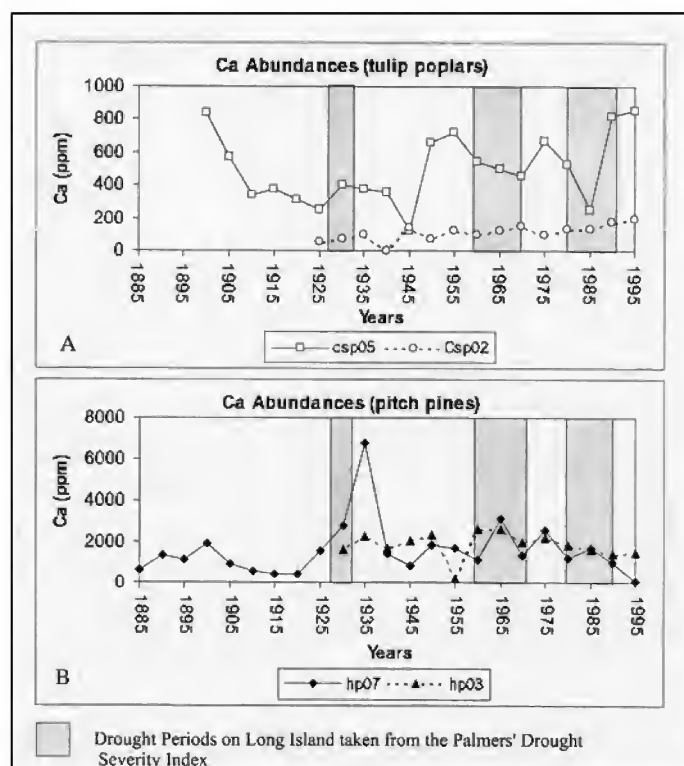 Ca Abundances (tulip poplars)
1000
800
600
400
200
0
Ca (ppm)
1885
1895
1905
1915
1925
1935
1945
1955
1965
1975
1985
1995
Years
A
csp05 Csp02
Ca Abundances (pitch pines)
8000
6000
4000
2000
0
Ca (ppm)
1885
1895
1905
1915
1925
1935
1945
1955
1965
1975
1985
1995
Years
B
hp07 hp03
Drought Periods on Long Island taken from the Palmers' Drought
Severity Index